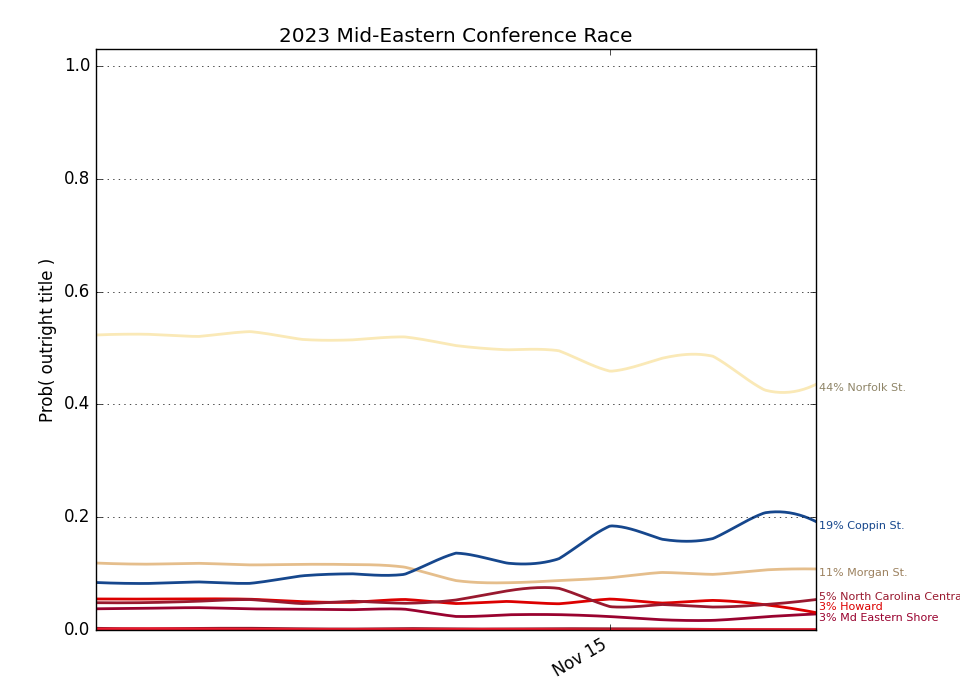 2023 Mid-Eastern Conference Race
Prob( outright title )
1.0
0.8
0.6
0.4
0.2
0.0
Nov 15
44% Norfolk St.
19% Coppin St.
11% Morgan St.
5% North Carolina Centra
3% Howard
3% Md Eastern Shore